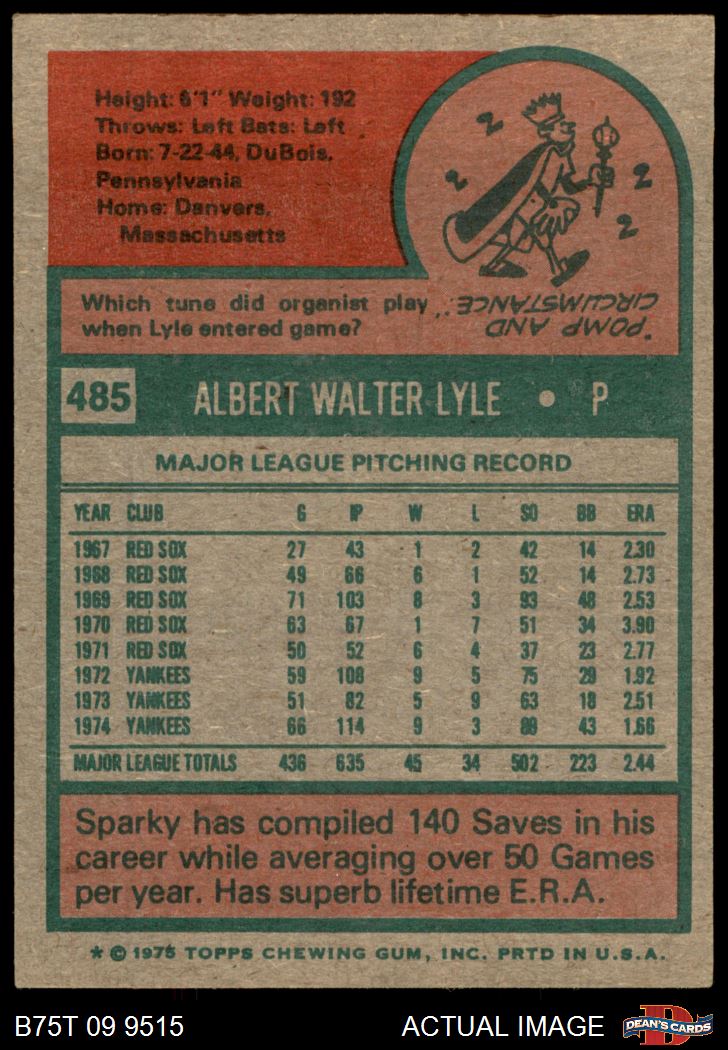 Height: 6'1" Weight: 192
Throws: Left Bats: Left
Born: 7-22-44, DuBois,
Pennsylvania
Home: Danvers,
Massachusetts
2 2 2 2
Which tune did organist play
when Lyle entered game?
"POMP AND
CIRCUMSTANCE."
485 ALBERT WALTER LYLE • P
MAJOR LEAGUE PITCHING RECORD
YEAR CLUB G IP W L SO BB ERA
1967 RED SOX 27 43 1 2 42 14 2.30
1968 RED SOX 49 66 6 1 52 14 2.73
1969 RED SOX 71 103 8 3 93 48 2.53
1970 RED SOX 63 67 1 7 51 34 3.90
1971 RED SOX 50 52 6 4 37 23 2.77
1972 YANKEES 59 108 9 5 75 29 1.92
1973 YANKEES 51 82 5 9 63 18 2.51
1974 YANKEES 66 114 9 3 89 43 1.66
MAJOR LEAGUE TOTALS 436 635 45 34 502 223 2.44
Sparky has compiled 140 Saves in his
career while averaging over 50 Games
per year. Has superb lifetime E.R.A.
* © 1975 TOPPS CHEWING GUM, INC. PRTD IN U.S.A.
B75T 09 9515 ACTUAL IMAGE D DEAN'S CARDS